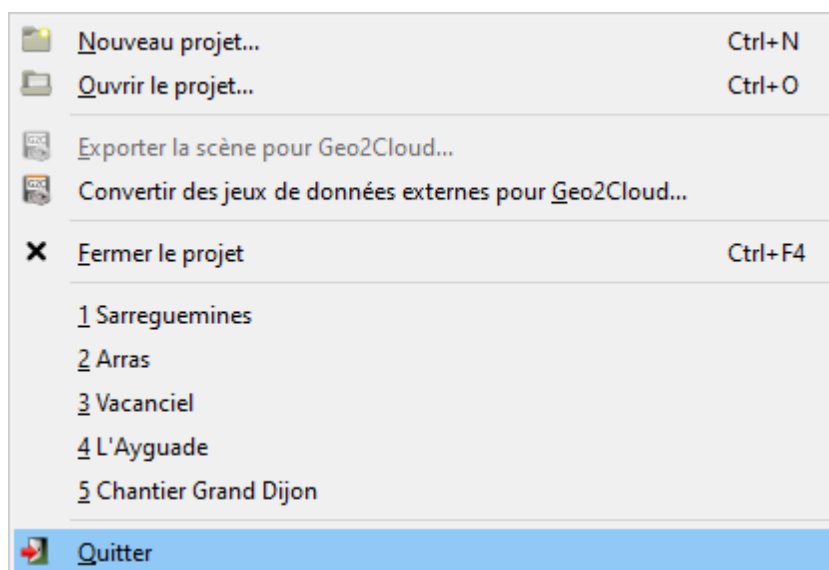 Nouveau projet... Ctrl+N
Ouvrir le projet... Ctrl+O
Exporter la scène pour Geo2Cloud...
Convertir des jeux de données externes pour Geo2Cloud...
Fermer le projet Ctrl+F4
1 Sarreguemines
2 Arras
3 Vacanciel
4 L'Ayguade
5 Chantier Grand Dijon
Quitter